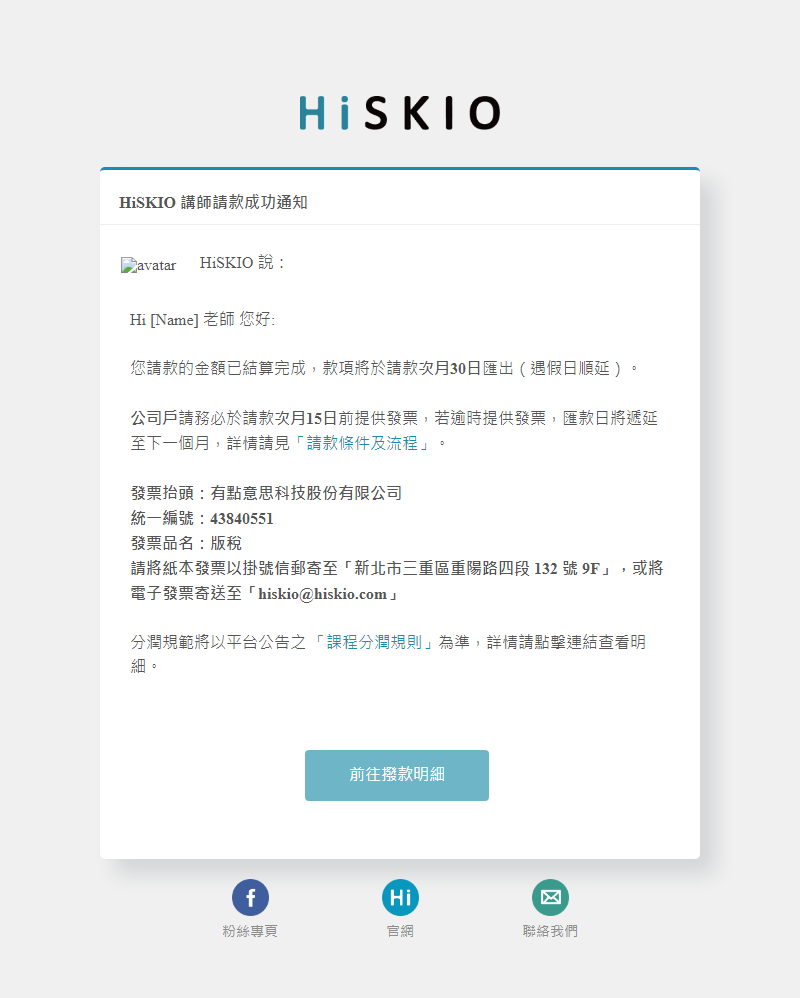 HiSKIO
HiSKIO 講師請款成功通知
avatar
HiSKIO 說：
Hi [Name] 老師 您好:
您請款的金額已結算完成，款項將於請款次月30日匯出（遇假日順延）。
公司戶請務必於請款次月15日前提供發票，若逾時提供發票，匯款日將遞延
至下一個月，詳情請見「請款條件及流程」。
發票抬頭：有點意思科技股份有限公司
統一編號：43840551
發票品名：版稅
請將紙本發票以掛號信郵寄至「新北市三重區重陽路四段 132 號 9F」，或將
電子發票寄送至「hiskio@hiskio.com」
分潤規範將以平台公告之 「課程分潤規則」為準，詳情請點擊連結查看明
細。
前往撥款明細
f
Hi
粉絲專頁
官網
聯絡我們